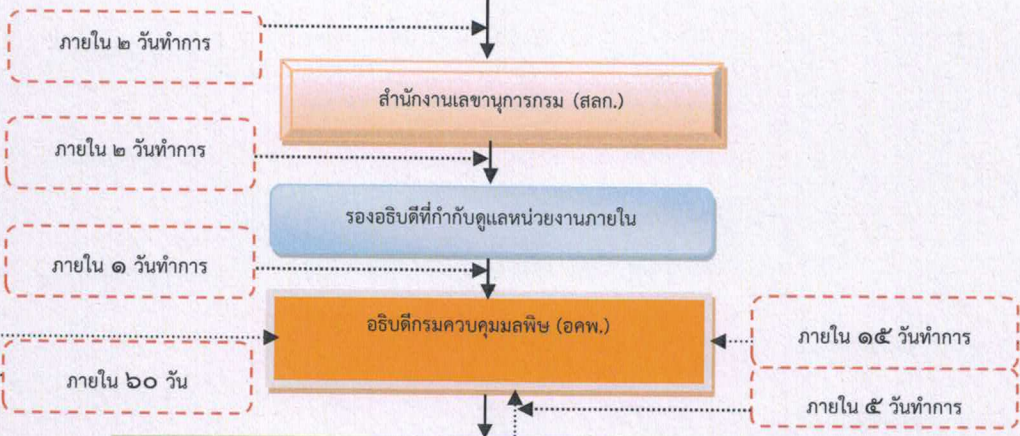 ภายใน ๒ วันทำการ
สำนักงานเลขานุการกรม (สลก.)
ภายใน ๒ วันทำการ
รองอธิบดีที่กำกับดูแลหน่วยงานภายใน
ภายใน ๑ วันทำการ
อธิบดีกรมควบคุมมลพิษ (อคพ.)
ภายใน ๑๕ วันทำการ
ภายใน ๖๐ วัน
ภายใน ๕ วันทำการ